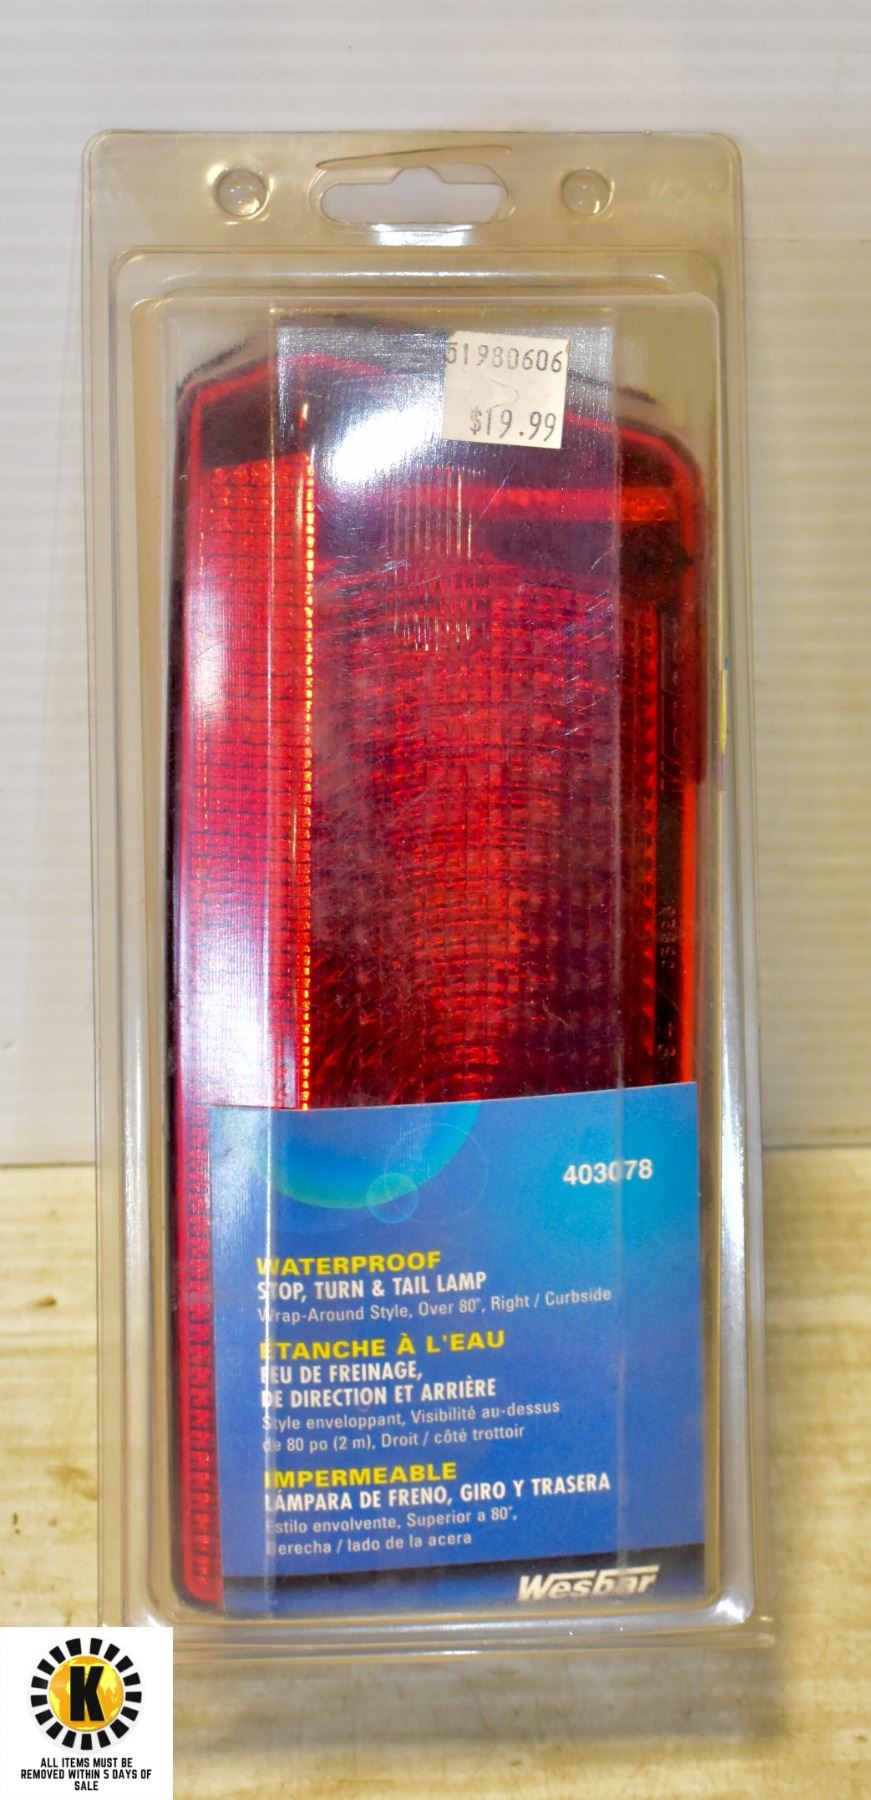 51980606
$19.99
403078
WATERPROOF
STOP, TURN & TAIL LAMP
Wrap-Around Style, Over 80", Right / Curbside
ÉTANCHE À L'EAU
FEU DE FREINAGE,
DE DIRECTION ET ARRIÈRE
Style enveloppant, Visibilité au-dessus
de 80 po (2 m), Droit / côté trottoir
IMPERMEABLE
LÁMPARA DE FRENO, GIRO Y TRASERA
Estilo envolvente, Superior a 80",
Derecha / lado de la acera
Wesbar
K
ALL ITEMS MUST BE
REMOVED WITHIN 5 DAYS OF
SALE